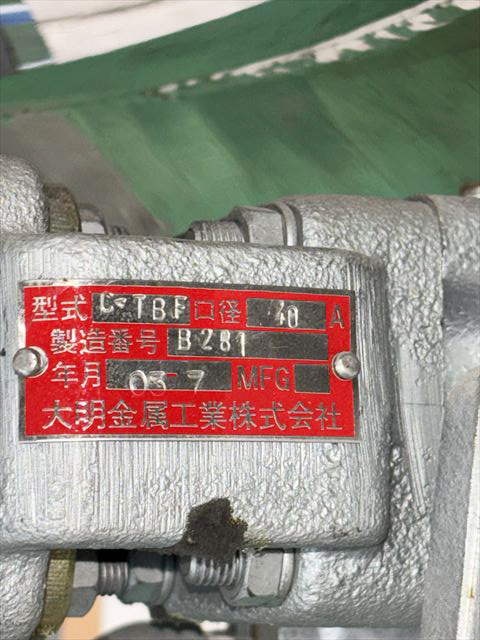 型式 C-TBF 口径 40 A
製造番号 B281
年月 03 7 MFG
大明金属工業株式会社